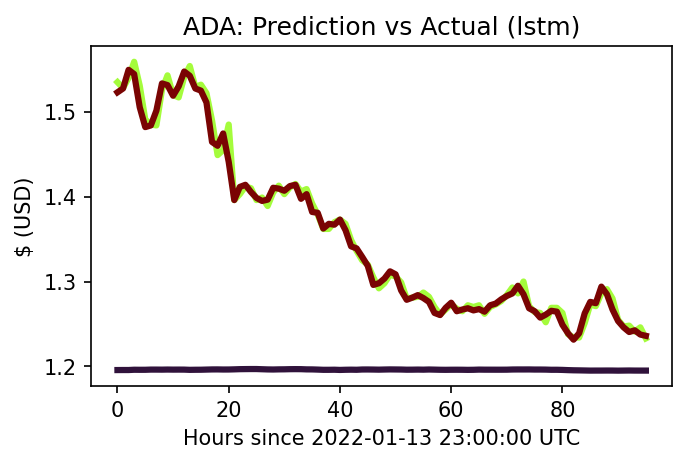 ADA: Prediction vs Actual (lstm)
$ (USD)
1.5
1.4
1.3
1.2
0 20 40 60 80
Hours since 2022-01-13 23:00:00 UTC